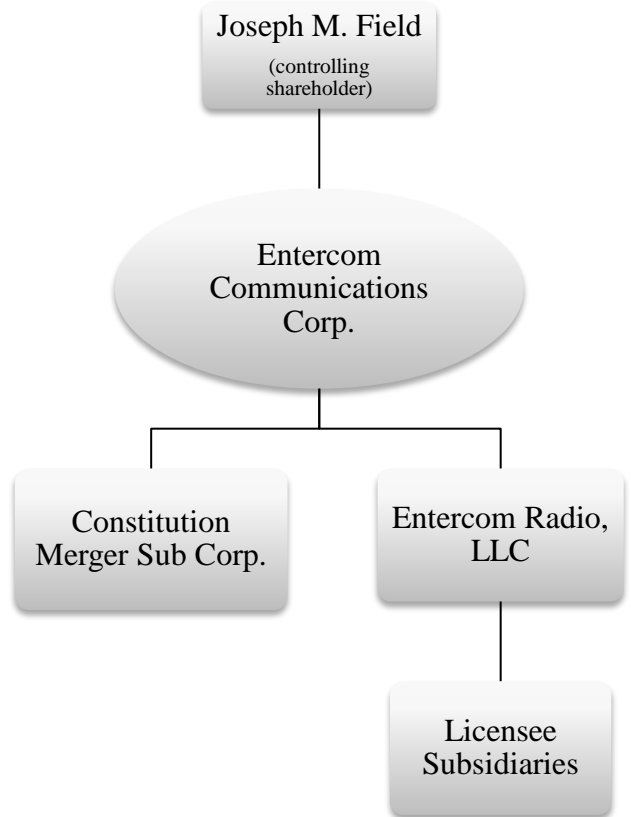 Joseph M. Field
(controlling
shareholder)
Entercom
Communications
Corp.
Constitution
Merger Sub Corp.
Entercom Radio,
LLC
Licensee
Subsidiaries